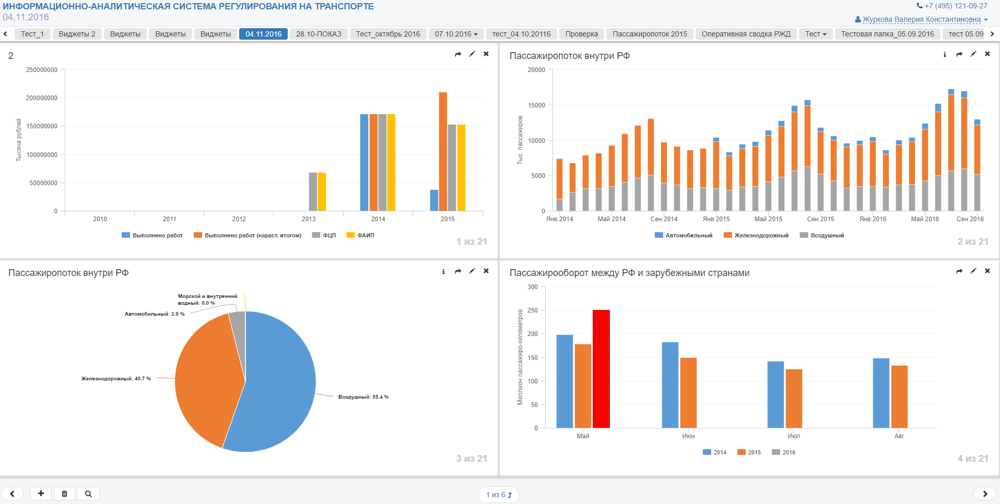 ИНФОРМАЦИОННО-АНАЛИТИЧЕСКАЯ СИСТЕМА РЕГУЛИРОВАНИЯ НА ТРАНСПОРТЕ
04.11.2016
+7 (495) 121-09-27
Журкова Валерия Константиновна
Тест_1 Виджеты 2 Виджеты Виджеты Виджеты 04.11.2016 28.10-ПОКАЗ Тест_октябрь 2016 07.10.2016 тест_04.10.20116 Проверка Пассажиропоток 2015 Оперативная сводка РЖД Тест Тестовая папка_05.09.2016 тест 05.09.
2
Тысяча рублей
250000000
200000000
150000000
100000000
50000000
0
2010 2011 2012 2013 2014 2015
Выполнено работ Выполнено работ (нараст. итогом) ФЦП ФАИП
1 из 21
Пассажиропоток внутри РФ
Тыс. пассажиров
20000
15000
10000
5000
0
Янв 2014 Май 2014 Сен 2014 Янв 2015 Май 2015 Сен 2015 Янв 2016 Май 2016 Сен 2016
Автомобильный Железнодорожный Воздушный
2 из 21
Пассажиропоток внутри РФ
Морской и внутренний
водный: 0.0 %
Автомобильный: 3.9 %
Железнодорожный: 40.7 %
Воздушный: 55.4 %
3 из 21
Пассажирооборот между РФ и зарубежными странами
Миллион пассажиро-километров
300
250
200
150
100
50
0
Май Июн Июл Авг
2014 2015 2016
4 из 21
1 из 6